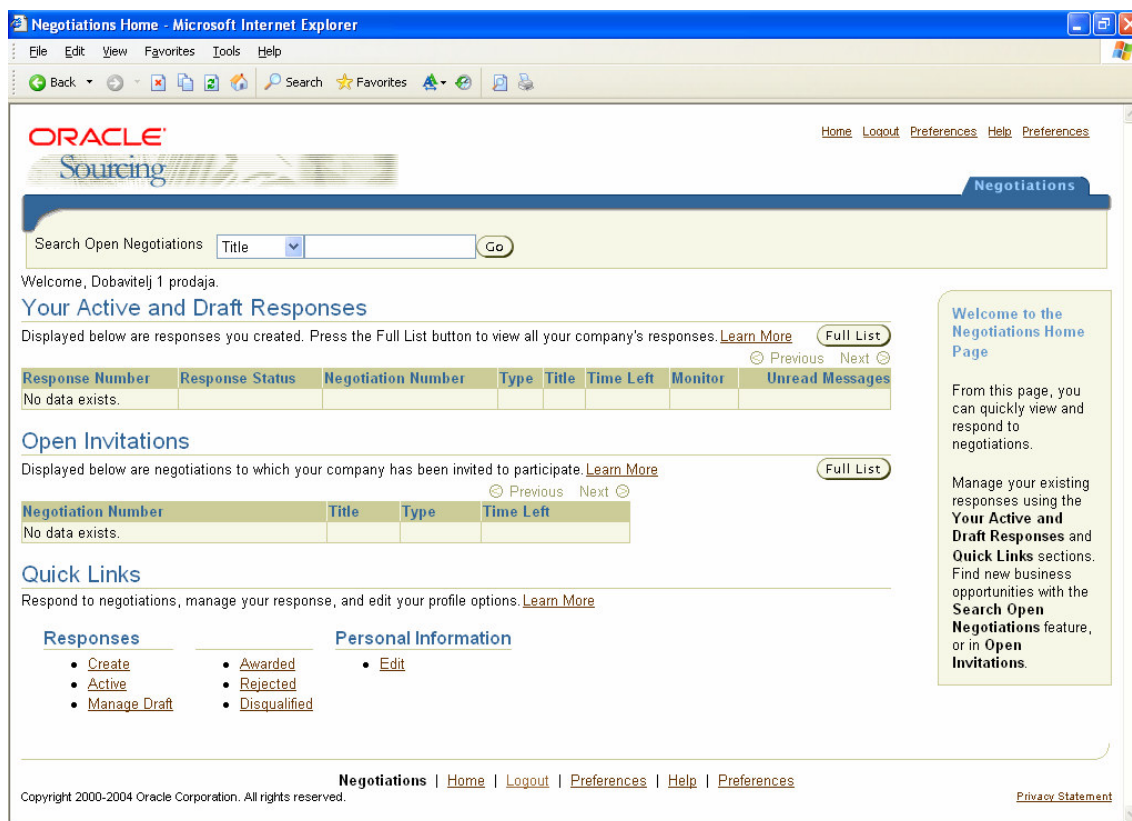 Negotiations Home - Microsoft Internet Explorer
File Edit View Favorites Tools Help
Back Search Favorites
ORACLE
Sourcing
Home Logout Preferences Help Preferences
Negotiations
Search Open Negotiations Title Go
Welcome, Dobavitelj 1 prodaja.
Your Active and Draft Responses
Displayed below are responses you created. Press the Full List button to view all your company's responses. Learn More Full List
Previous Next
Response Number Response Status Negotiation Number Type Title Time Left Monitor Unread Messages
No data exists.
Open Invitations
Displayed below are negotiations to which your company has been invited to participate. Learn More Full List
Previous Next
Negotiation Number Title Type Time Left
No data exists.
Quick Links
Respond to negotiations, manage your response, and edit your profile options. Learn More
Responses Personal Information
• Create • Awarded • Edit
• Active • Rejected
• Manage Draft • Disqualified
Welcome to the
Negotiations Home
Page
From this page, you
can quickly view and
respond to
negotiations.
Manage your existing
responses using the
Your Active and
Draft Responses and
Quick Links sections.
Find new business
opportunities with the
Search Open
Negotiations feature,
or in Open
Invitations.
Negotiations | Home | Logout | Preferences | Help | Preferences
Copyright 2000-2004 Oracle Corporation. All rights reserved. Privacy Statement